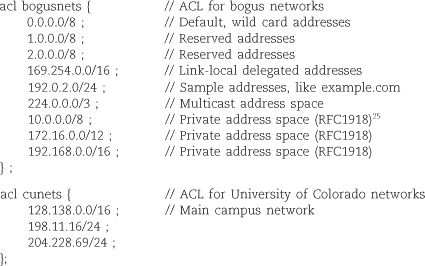 acl bogusnets { // ACL for bogus networks
0.0.0.0/8 ; // Default, wild card addresses
1.0.0.0/8 ; // Reserved addresses
2.0.0.0/8 ; // Reserved addresses
169.254.0.0/16 ; // Link-local delegated addresses
192.0.2.0/24 ; // Sample addresses, like example.com
224.0.0.0/3 ; // Multicast address space
10.0.0.0/8 ; // Private address space (RFC1918)25
172.16.0.0/12 ; // Private address space (RFC1918)
192.168.0.0/16 ; // Private address space (RFC1918)
} ;
acl cunets { // ACL for University of Colorado networks
128.138.0.0/16 ; // Main campus network
198.11.16/24 ;
204.228.69/24 ;
};